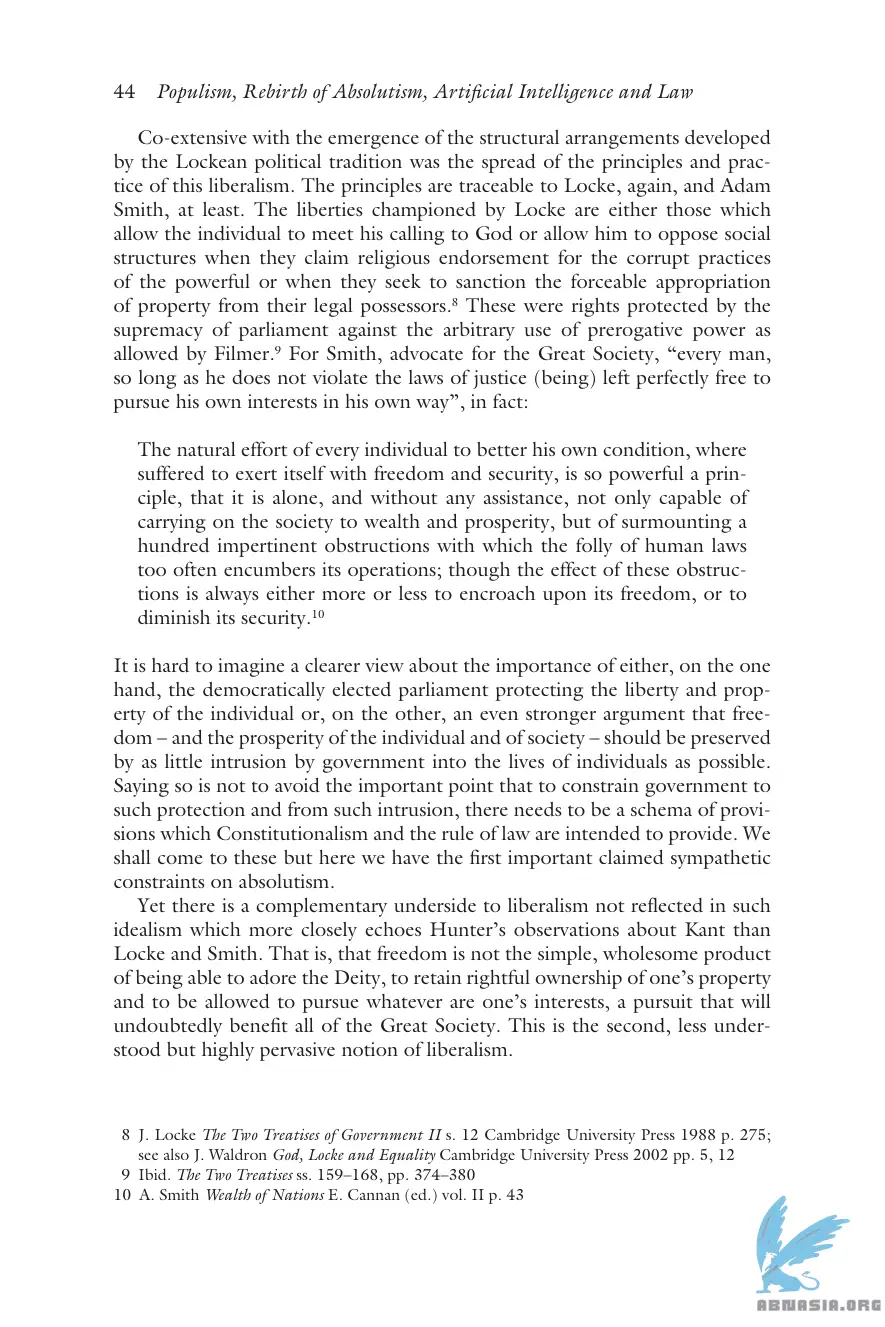 44 Populism, Rebirth of Absolutism, Artificial Intelligence and Law
Co-extensive with the emergence of the structural arrangements developed
by the Lockean political tradition was the spread of the principles and prac-
tice of this liberalism. The principles are traceable to Locke, again, and Adam
Smith, at least. The liberties championed by Locke are either those which
allow the individual to meet his calling to God or allow him to oppose social
structures when they claim religious endorsement for the corrupt practices
of the powerful or when they seek to sanction the forceable appropriation
of property from their legal possessors.⁸ These were rights protected by the
supremacy of parliament against the arbitrary use of prerogative power as
allowed by Filmer.⁹ For Smith, advocate for the Great Society, “every man,
so long as he does not violate the laws of justice (being) left perfectly free to
pursue his own interests in his own way”, in fact:
The natural effort of every individual to better his own condition, where
suffered to exert itself with freedom and security, is so powerful a prin-
ciple, that it is alone, and without any assistance, not only capable of
carrying on the society to wealth and prosperity, but of surmounting a
hundred impertinent obstructions with which the folly of human laws
too often encumbers its operations; though the effect of these obstruc-
tions is always either more or less to encroach upon its freedom, or to
diminish its security.¹⁰
It is hard to imagine a clearer view about the importance of either, on the one
hand, the democratically elected parliament protecting the liberty and prop-
erty of the individual or, on the other, an even stronger argument that free-
dom – and the prosperity of the individual and of society – should be preserved
by as little intrusion by government into the lives of individuals as possible.
Saying so is not to avoid the important point that to constrain government to
such protection and from such intrusion, there needs to be a schema of provi-
sions which Constitutionalism and the rule of law are intended to provide. We
shall come to these but here we have the first important claimed sympathetic
constraints on absolutism.
Yet there is a complementary underside to liberalism not reflected in such
idealism which more closely echoes Hunter’s observations about Kant than
Locke and Smith. That is, that freedom is not the simple, wholesome product
of being able to adore the Deity, to retain rightful ownership of one’s property
and to be allowed to pursue whatever are one’s interests, a pursuit that will
undoubtedly benefit all of the Great Society. This is the second, less under-
stood but highly pervasive notion of liberalism.
8 J. Locke The Two Treatises of Government II s. 12 Cambridge University Press 1988 p. 275;
see also J. Waldron God, Locke and Equality Cambridge University Press 2002 pp. 5, 12
9 Ibid. The Two Treatises ss. 159–168, pp. 374–380
10 A. Smith Wealth of Nations E. Cannan (ed.) vol. II p. 43
ABNASIA.ORG